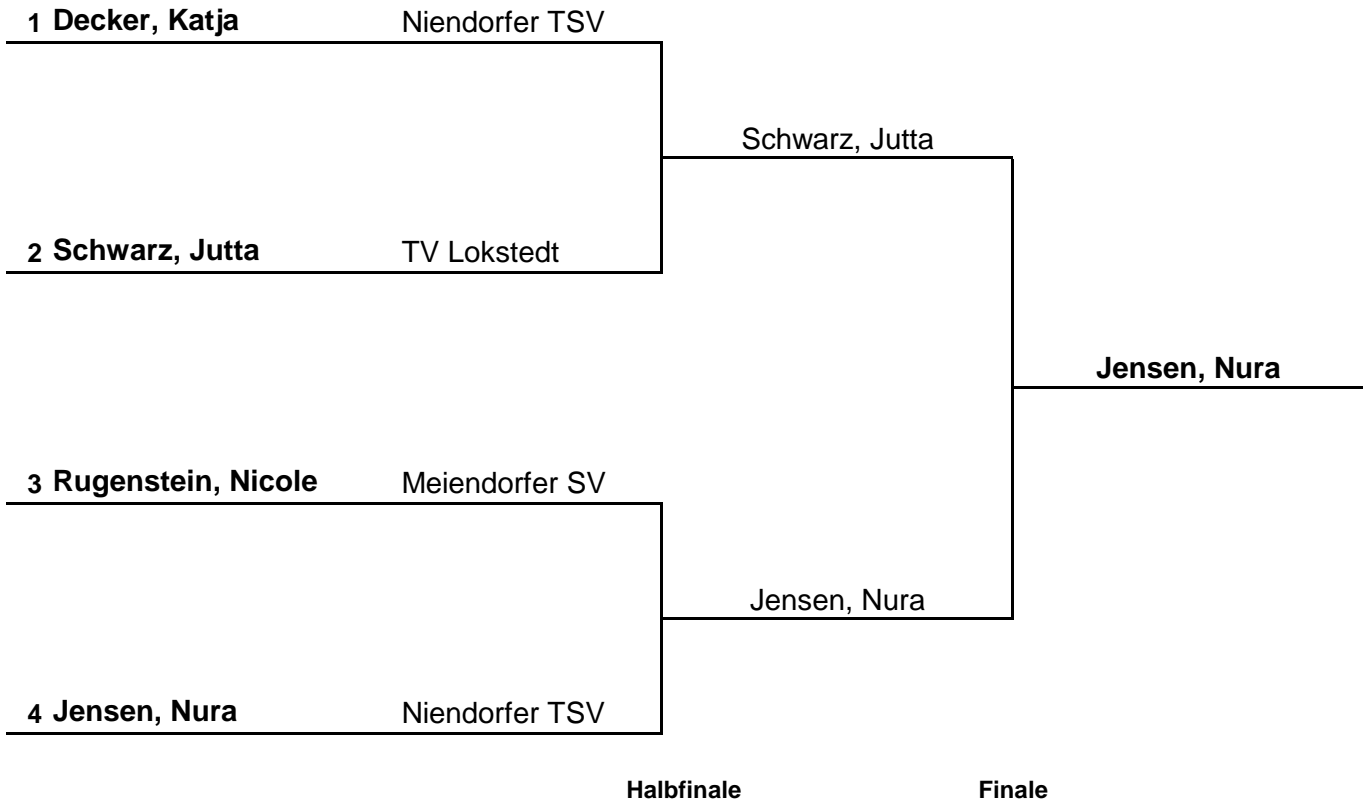 1 Decker, Katja Niendorfer TSV
Schwarz, Jutta
2 Schwarz, Jutta TV Lokstedt
Jensen, Nura
3 Rugenstein, Nicole Meiendorfer SV
Jensen, Nura
4 Jensen, Nura Niendorfer TSV
Halbfinale Finale